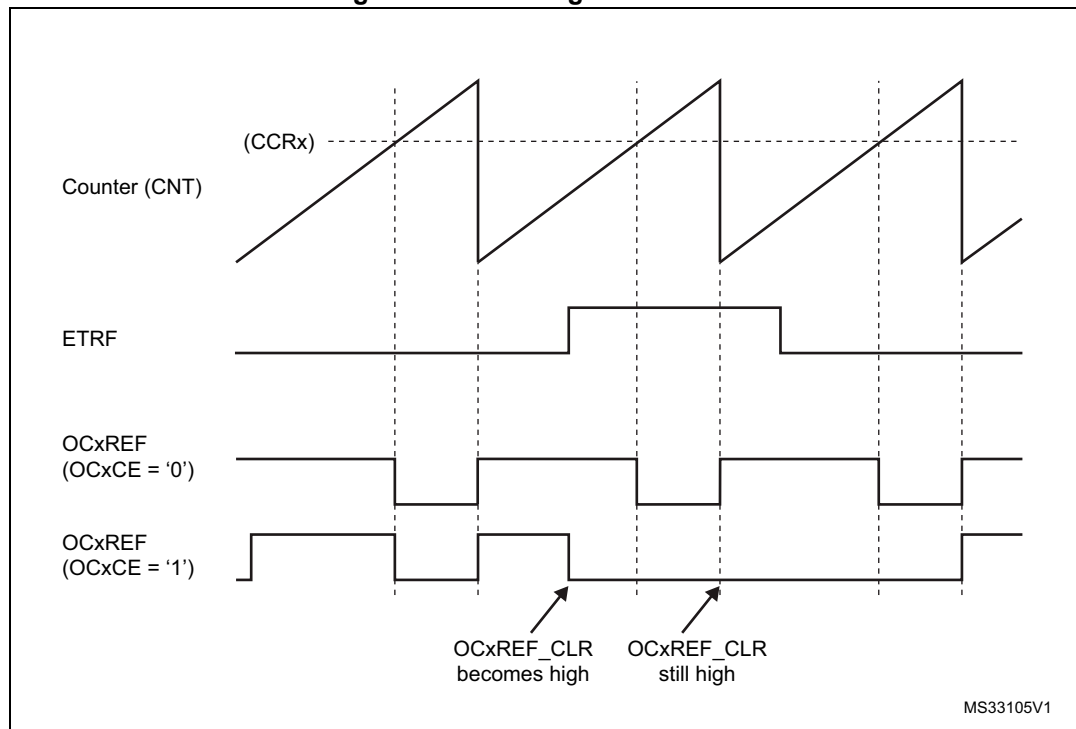 (CCRx)
Counter (CNT)
ETRF
OCxREF
(OCxCE = ‘0’)
OCxREF
(OCxCE = ‘1’)
OCxREF_CLR
becomes high
OCxREF_CLR
still high
MS33105V1